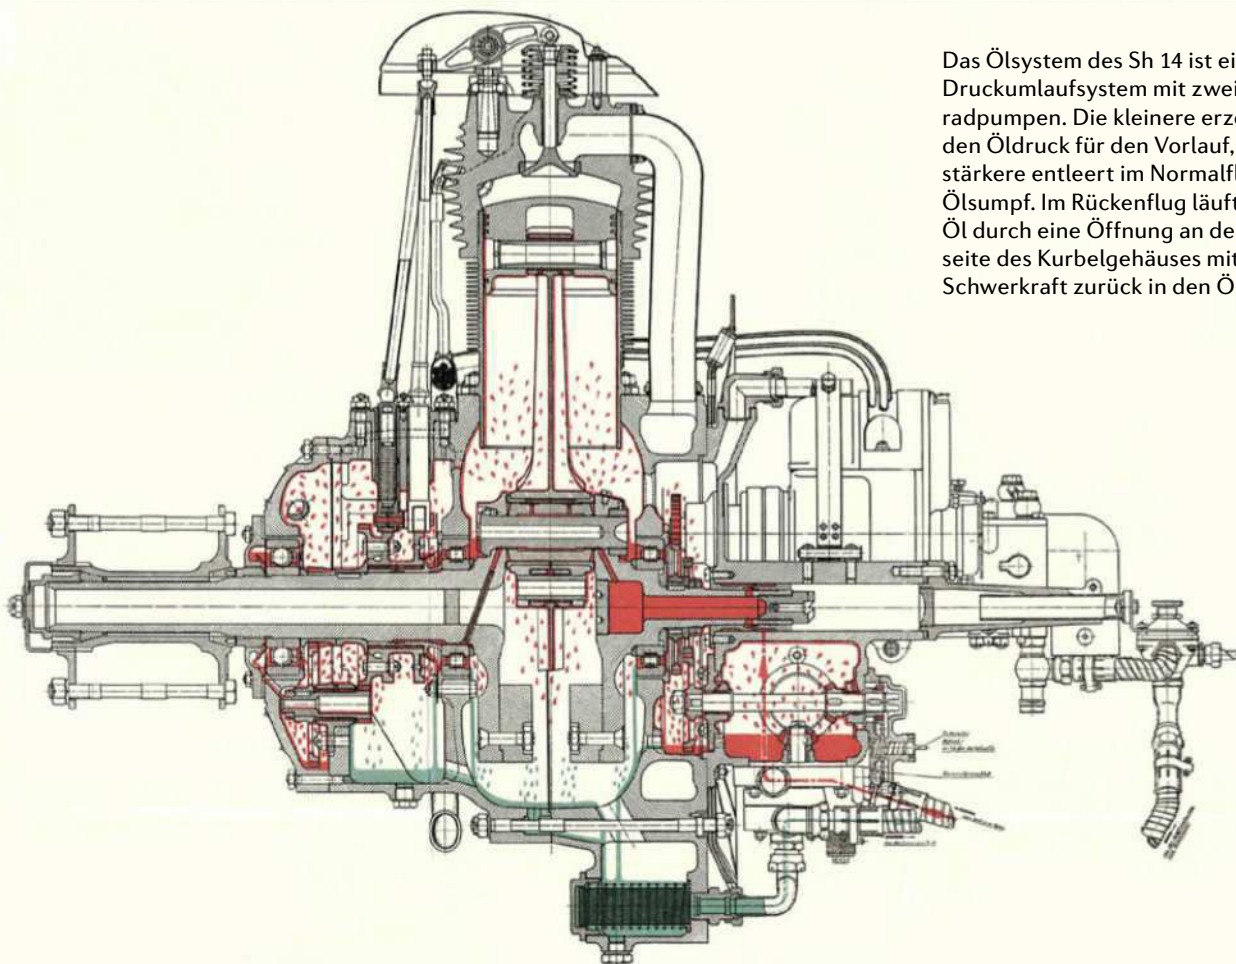 Das Ölsystem des Sh 14 ist ei
Druckumlaufsystem mit zwei
radpumpen. Die kleinere erze
den Öldruck für den Vorlauf,
stärkere entleert im Normalfl
Ölsumpf. Im Rückenflug läuft
Öl durch eine Öffnung an de
seite des Kurbelgehäuses mit
Schwerkraft zurück in den Ö